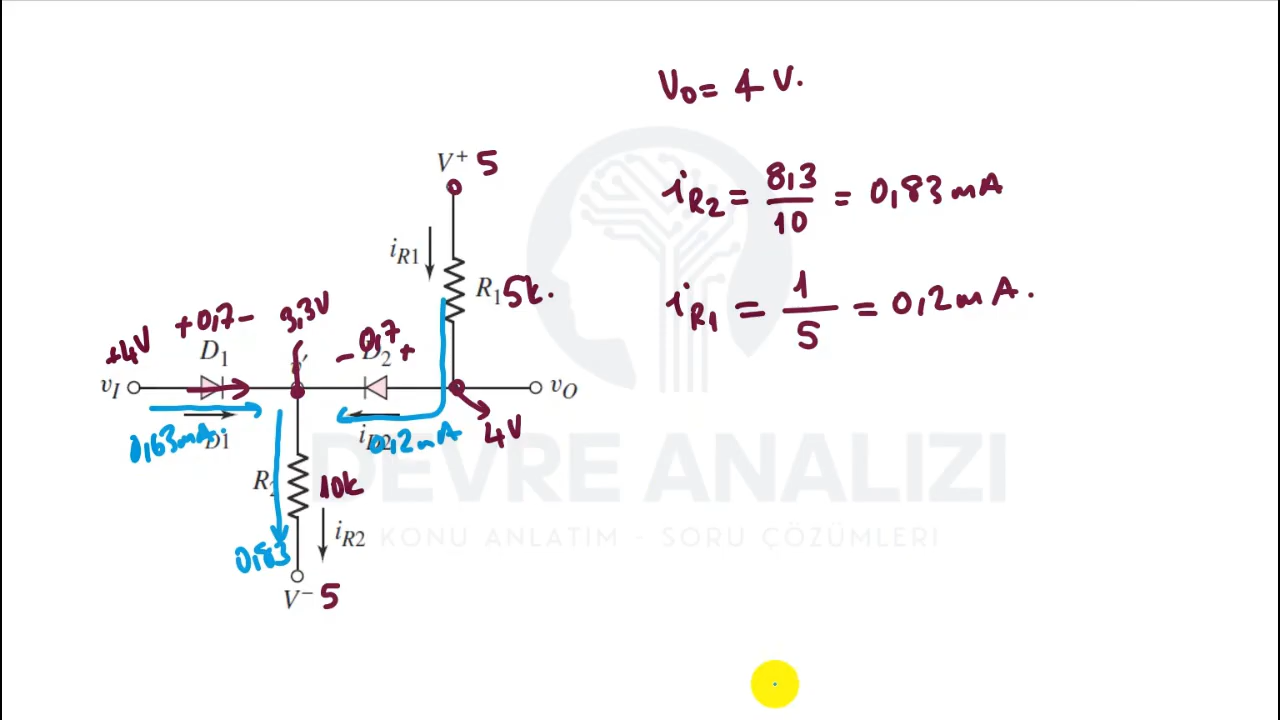 V₀ = 4 V.
V⁺ 5
i_R2 = 8,3 / 10 = 0,83 mA
i_R1
R₁ 5k.
i_R1 = 1 / 5 = 0,2 mA.
+4V
+0,7-
3,3V
-0,7+
D₁
D₂
v_I
v'
v_O
0,63mA
i_D1
i_D2
0,2mA
4V
DEVRE ANALIZI
R₂
10k
KONU ANLATIM - SORU ÇÖZÜMLERI
i_R2
0,83
V⁻ 5